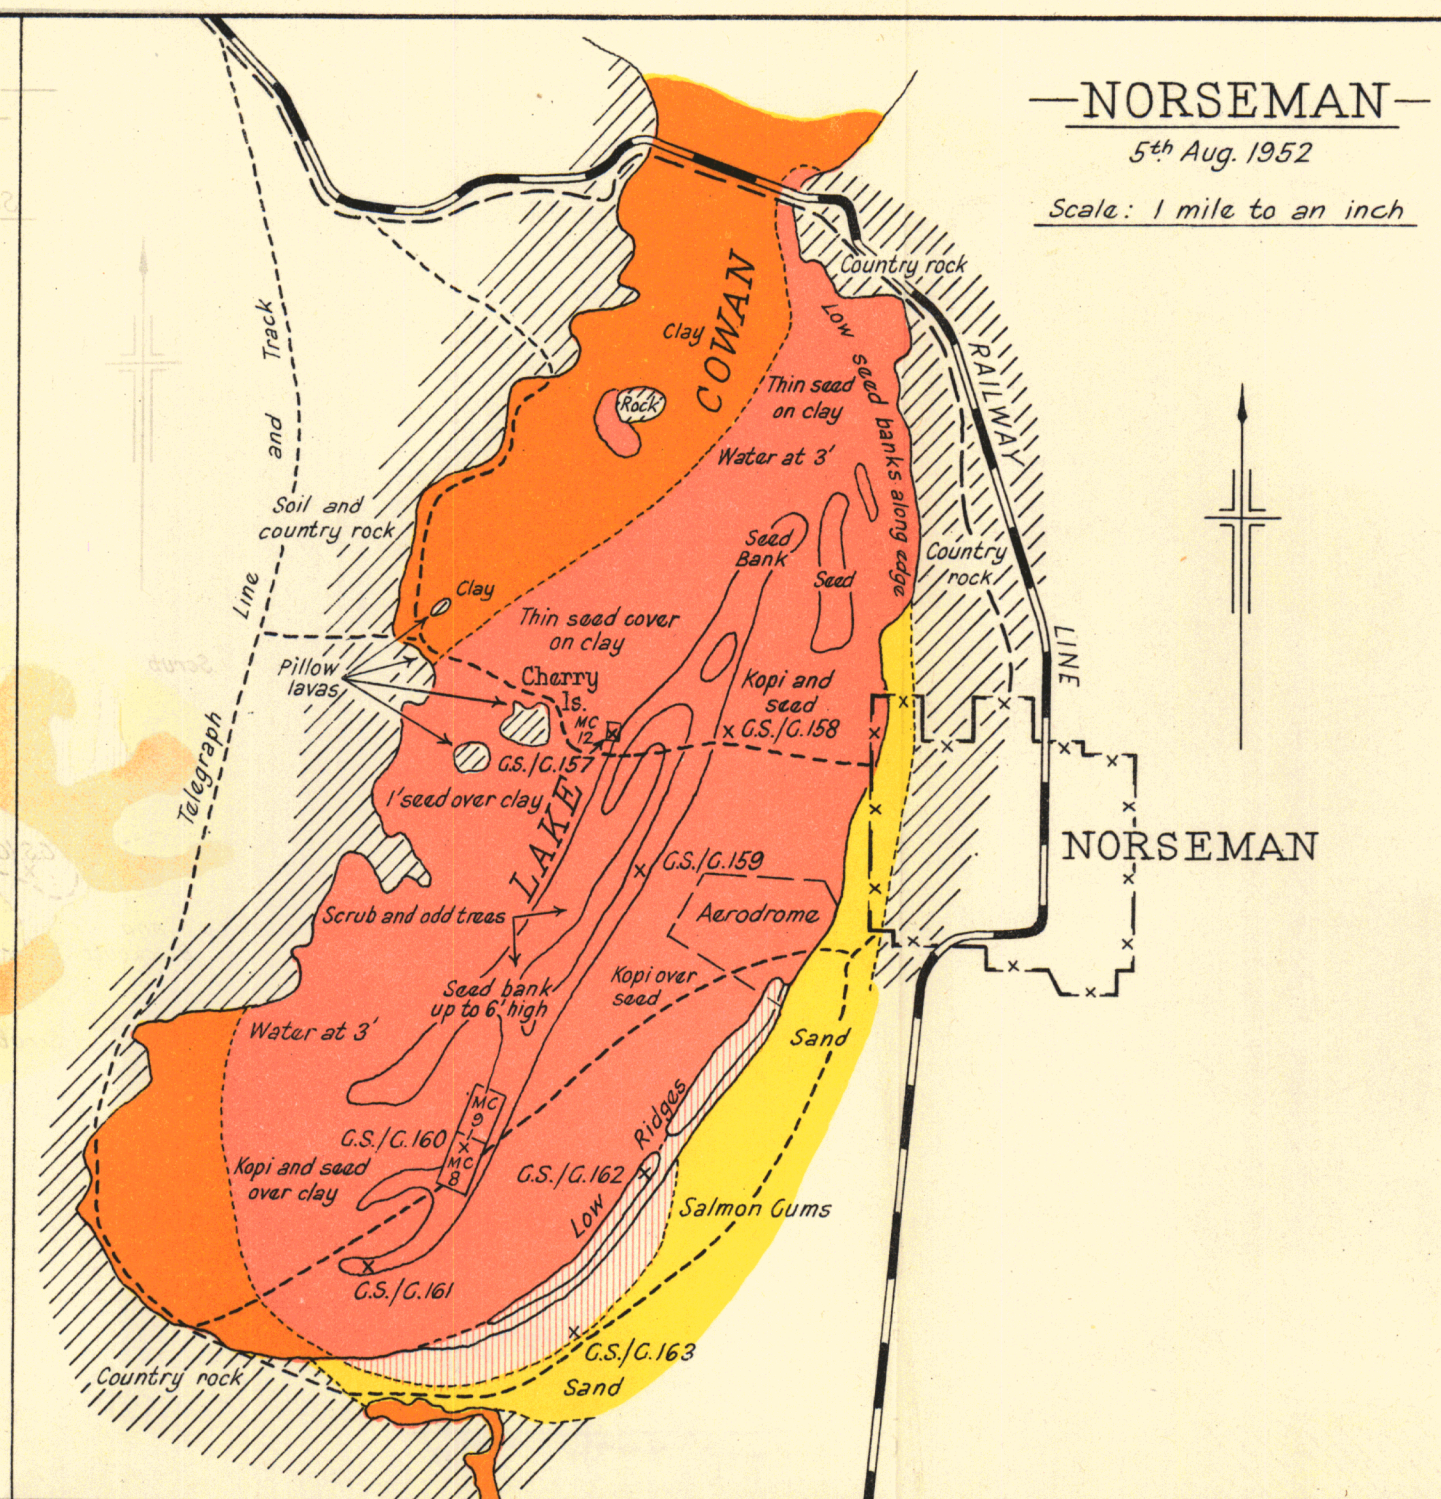 NORSEMAN
5th Aug. 1952
Scale: 1 mile to an inch
Country rock
COWAN
Clay
Low seed banks along edge
RAILWAY
LINE
Telegraph Line and Track
Rock
Thin seed
on clay
Water at 3'
Soil and
country rock
Seed
Bank
Seed
Country
rock
Clay
Thin seed cover
on clay
Pillow
lavas
Cherry
Is.
Kopi and
seed
MC
12
G.S./G.158
G.S./G.157
1' seed over clay
LAKE
NORSEMAN
G.S./G.159
Scrub and odd trees
Aerodrome
Kopi over
seed
Seed bank
up to 6' high
Water at 3'
Sand
Ridges
MC
9
G.S./G.160
MC
8
Kopi and seed
over clay
G.S./G.162
Low
Salmon Gums
G.S./G.161
G.S./G.163
Country rock
Sand